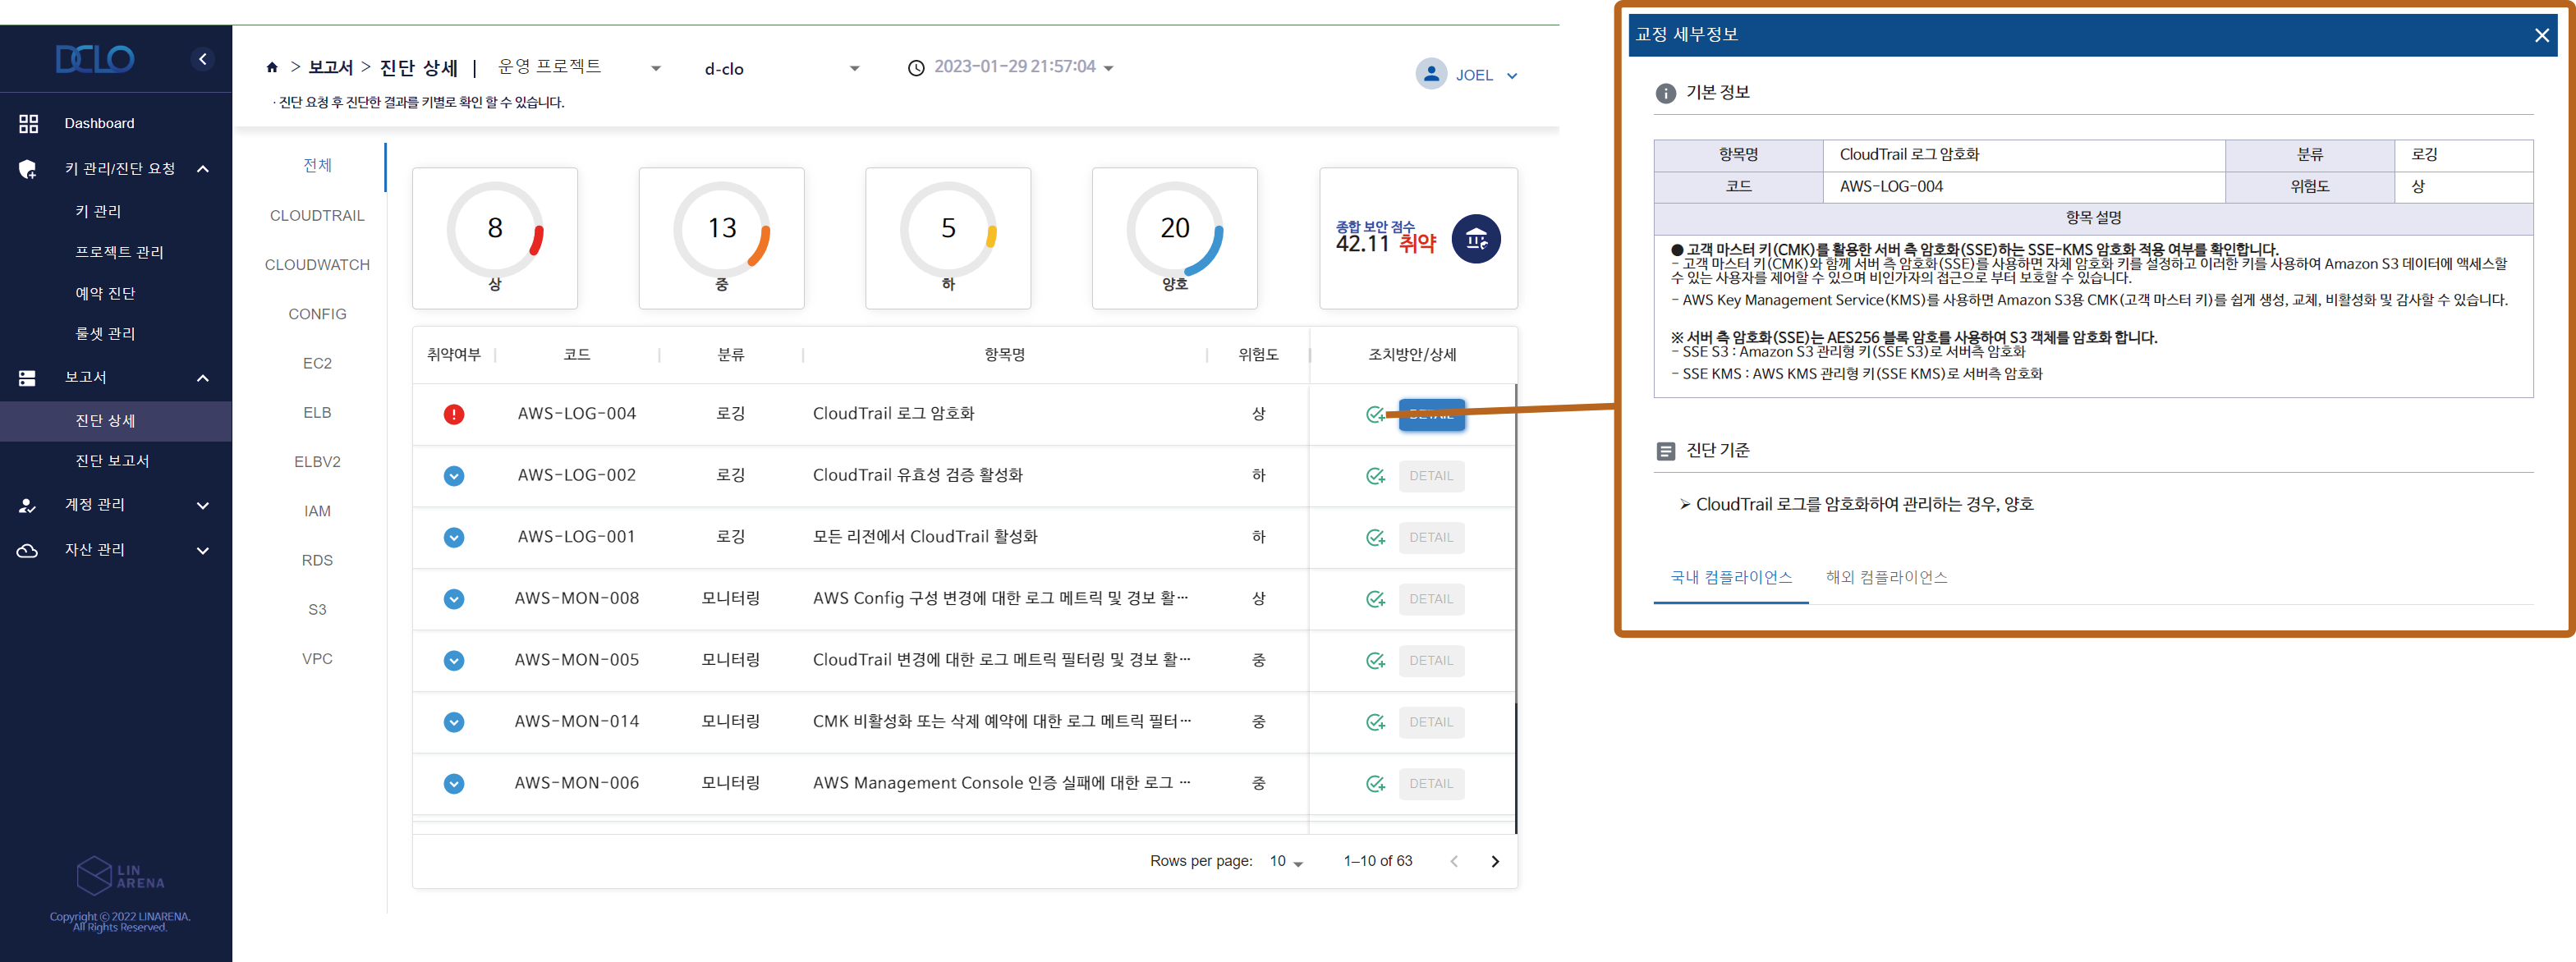 DCLO
Dashboard
키 관리/진단 요청
키 관리
프로젝트 관리
예약 진단
룰셋 관리
보고서
진단 상세
진단 보고서
계정 관리
자산 관리
LIN
ARENA
Copyright © 2022 LINARENA.
All Rights Reserved.
> 보고서 > 진단 상세 | 운영 프로젝트 d-clo 2023-01-29 21:57:04
JOEL
· 진단 요청 후 진단한 결과를 키별로 확인 할 수 있습니다.
전체
CLOUDTRAIL
CLOUDWATCH
CONFIG
EC2
ELB
ELBV2
IAM
RDS
S3
VPC
8
상
13
중
5
하
20
양호
종합 보안 점수
42.11 취약
취약여부 코드 분류 항목명 위험도 조치방안/상세
AWS-LOG-004 로깅 CloudTrail 로그 암호화 상
AWS-LOG-002 로깅 CloudTrail 유효성 검증 활성화 하 DETAIL
AWS-LOG-001 로깅 모든 리전에서 CloudTrail 활성화 하 DETAIL
AWS-MON-008 모니터링 AWS Config 구성 변경에 대한 로그 메트릭 및 경보 활… 상 DETAIL
AWS-MON-005 모니터링 CloudTrail 변경에 대한 로그 메트릭 필터링 및 경보 활… 중 DETAIL
AWS-MON-014 모니터링 CMK 비활성화 또는 삭제 예약에 대한 로그 메트릭 필터… 중 DETAIL
AWS-MON-006 모니터링 AWS Management Console 인증 실패에 대한 로그 … 중 DETAIL
Rows per page: 10 1–10 of 63
교정 세부정보
기본 정보
항목명 CloudTrail 로그 암호화 분류 로깅
코드 AWS-LOG-004 위험도 상
항목 설명
● 고객 마스터 키(CMK)를 활용한 서버 측 암호화(SSE)하는 SSE-KMS 암호화 적용 여부를 확인합니다.
- 고객 마스터 키(CMK)와 함께 서버 측 암호화(SSE)를 사용하면 자체 암호화 키를 설정하고 이러한 키를 사용하여 Amazon S3 데이터에 액세스할
수 있는 사용자를 제어할 수 있으며 비인가자의 접근으로 부터 보호할 수 있습니다.
- AWS Key Management Service(KMS)를 사용하면 Amazon S3용 CMK(고객 마스터 키)를 쉽게 생성, 교체, 비활성화 및 감사할 수 있습니다.
※ 서버 측 암호화(SSE)는 AES256 블록 암호를 사용하여 S3 객체를 암호화 합니다.
- SSE S3 : Amazon S3 관리형 키(SSE S3)로 서버측 암호화
- SSE KMS : AWS KMS 관리형 키(SSE KMS)로 서버측 암호화
진단 기준
➢ CloudTrail 로그를 암호화하여 관리하는 경우, 양호
국내 컴플라이언스 해외 컴플라이언스